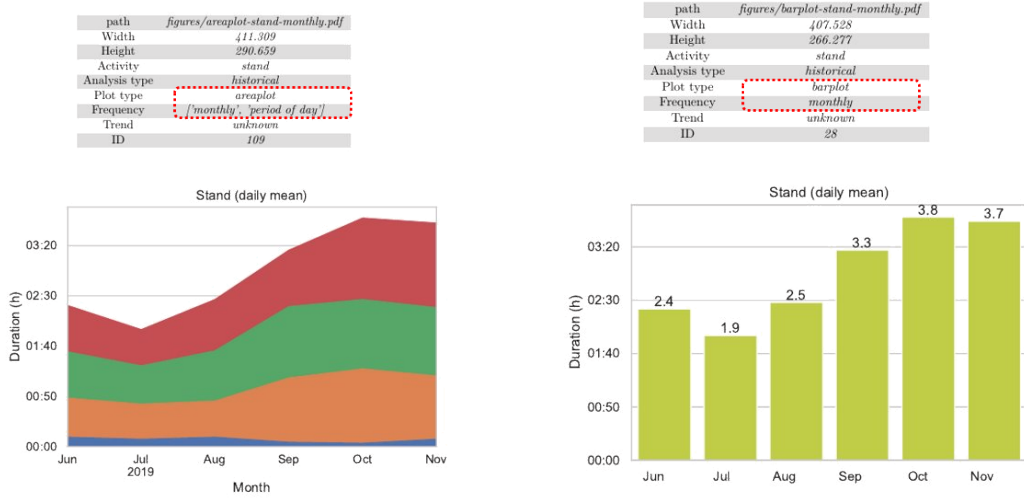 path figures/areaplot-stand-monthly.pdf
Width 411.309
Height 290.659
Activity stand
Analysis type historical
Plot type areaplot
Frequency ['monthly', 'period of day']
Trend unknown
ID 109
Stand (daily mean)
03:20
02:30
01:40
00:50
00:00
Duration (h)
Jun Jul Aug Sep Oct Nov
2019
Month
path figures/barplot-stand-monthly.pdf
Width 407.528
Height 266.277
Activity stand
Analysis type historical
Plot type barplot
Frequency monthly
Trend unknown
ID 28
Stand (daily mean)
2.4 1.9 2.5 3.3 3.8 3.7
03:20
02:30
01:40
00:50
00:00
Duration (h)
Jun Jul Aug Sep Oct Nov